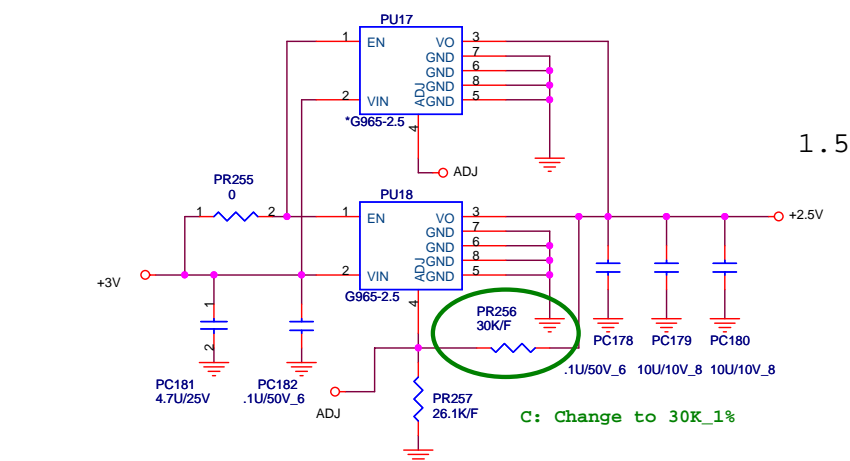 PU17
1
EN
VO
3
GND
7
GND
6
GND
8
2
VIN
ADJ
GND
5
*G965-2.5
4
1.5
ADJ
PR255
0
PU18
1
2
1
EN
VO
3
+2.5V
GND
7
GND
6
GND
8
+3V
2
VIN
ADJ
GND
5
G965-2.5
4
1
2
PR256
30K/F
PC178
PC179
PC180
.1U/50V_6
10U/10V_8
10U/10V_8
PC181
4.7U/25V
PC182
.1U/50V_6
ADJ
PR257
26.1K/F
C: Change to 30K_1%